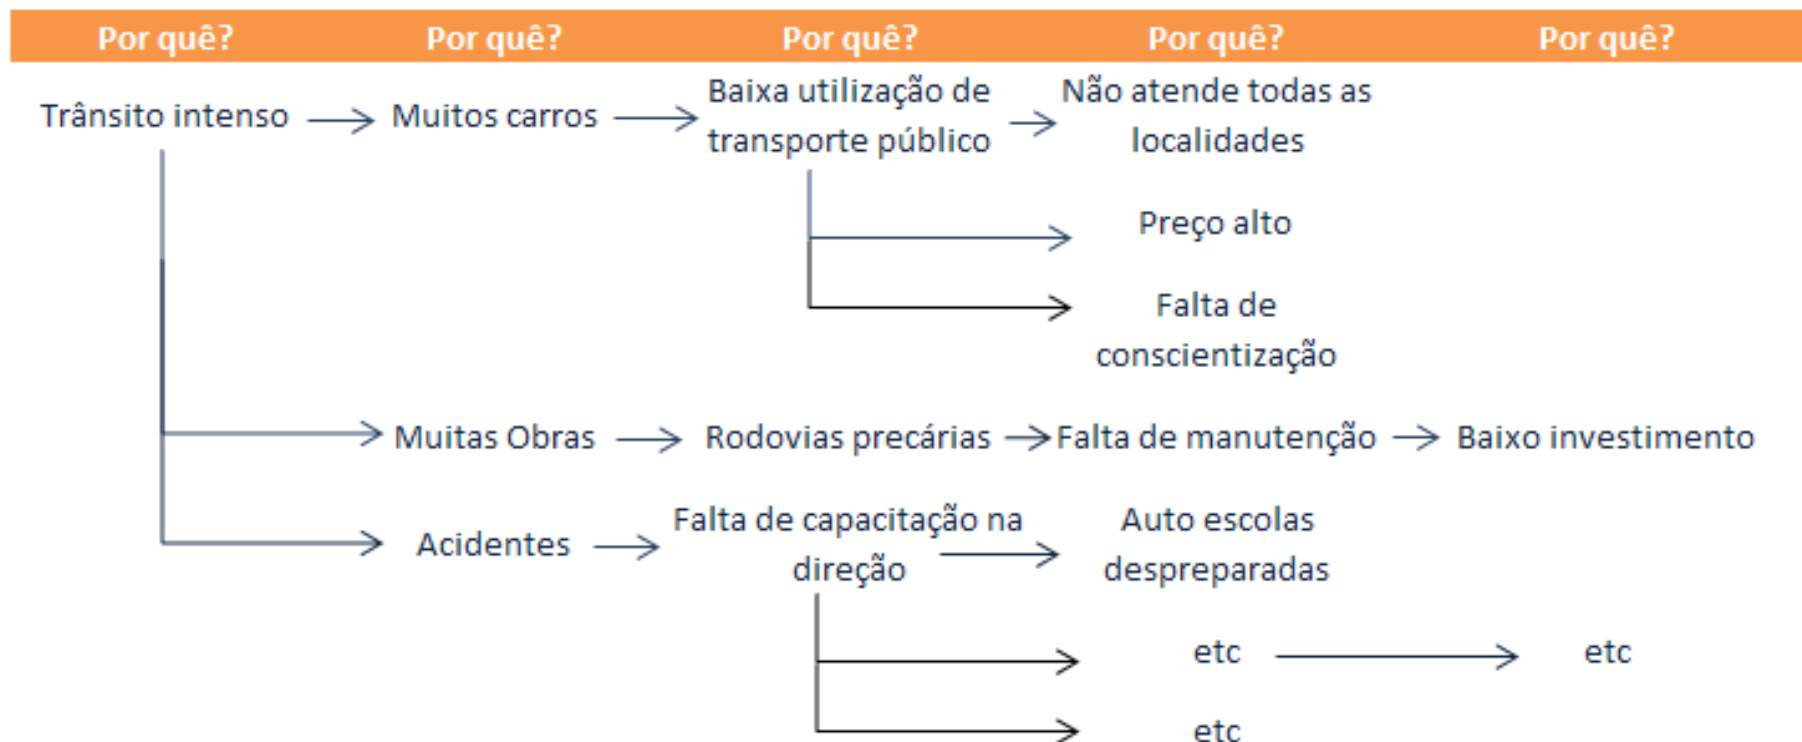 Por quê? Por quê? Por quê? Por quê? Por quê?
Trânsito intenso
Muitos carros
Baixa utilização de
transporte público
Não atende todas as
localidades
Preço alto
Falta de
conscientização
Muitas Obras
Rodovias precárias
Falta de manutenção
Baixo investimento
Acidentes
Falta de capacitação na
direção
Auto escolas
despreparadas
etc
etc
etc